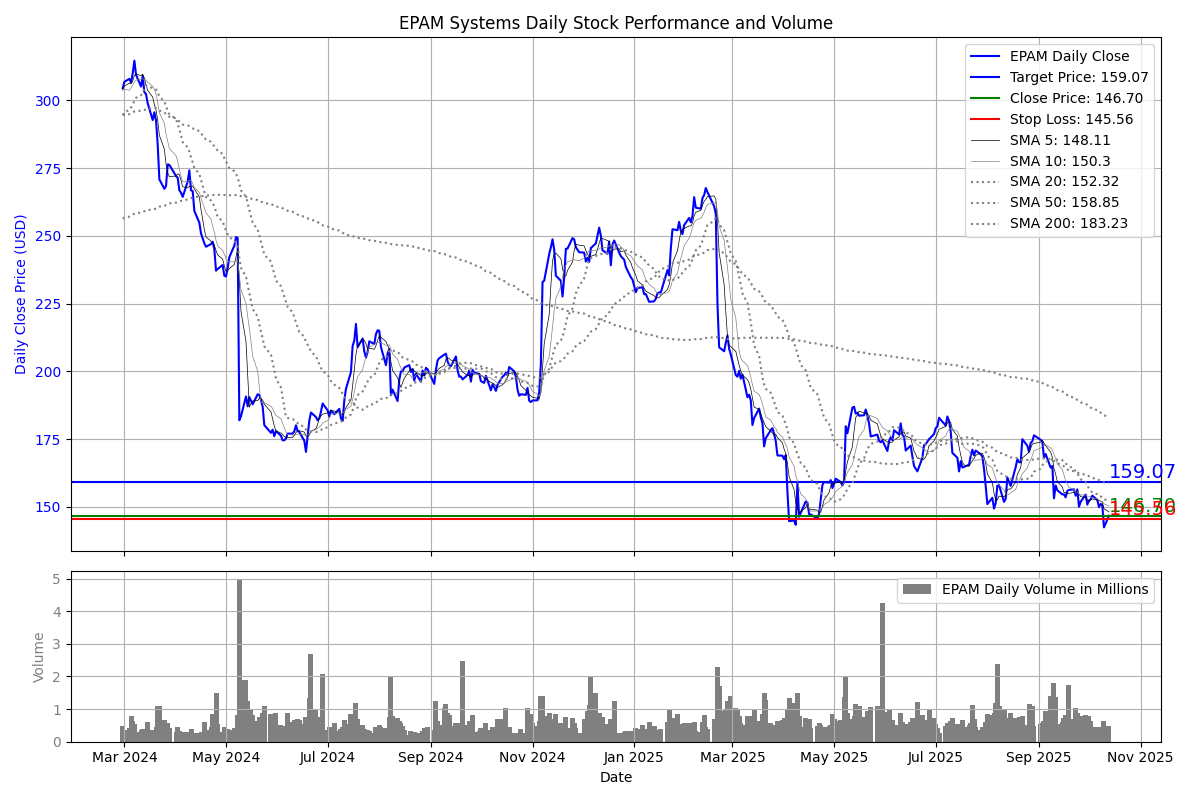 EPAM Systems Daily Stock Performance and Volume
Daily Close Price (USD)
300
275
250
225
200
175
150
EPAM Daily Close
Target Price: 159.07
Close Price: 146.70
Stop Loss: 145.56
SMA 5: 148.11
SMA 10: 150.3
SMA 20: 152.32
SMA 50: 158.85
SMA 200: 183.23
159.07
146.70
145.56
Volume
5
4
3
2
1
0
EPAM Daily Volume in Millions
Mar 2024
May 2024
Jul 2024
Sep 2024
Nov 2024
Jan 2025
Mar 2025
May 2025
Jul 2025
Sep 2025
Nov 2025
Date